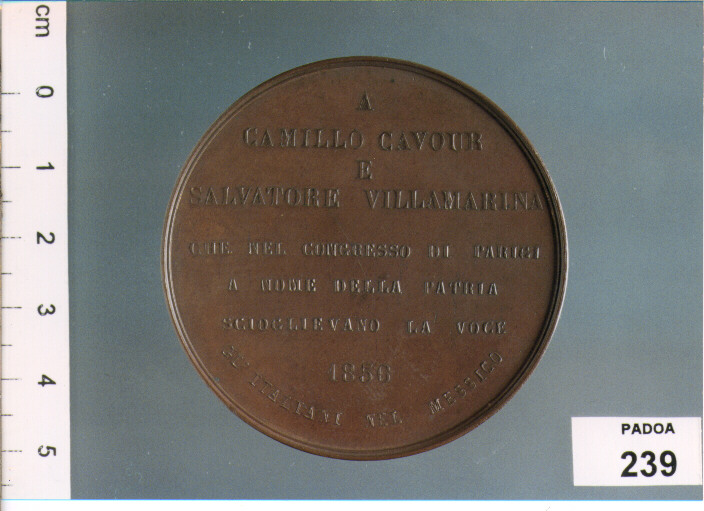 A
CAMILLO CAVOUR
E
SALVATORE VILLAMARINA
CHE NEL CONGRESSO DI PARIGI
A NOME DELLA PATRIA
SCIOGLIEVANO LA VOCE
1856
GL'ITALIANI NEL MESSICO
cm
0
1
2
3
4
5
PADOA
239